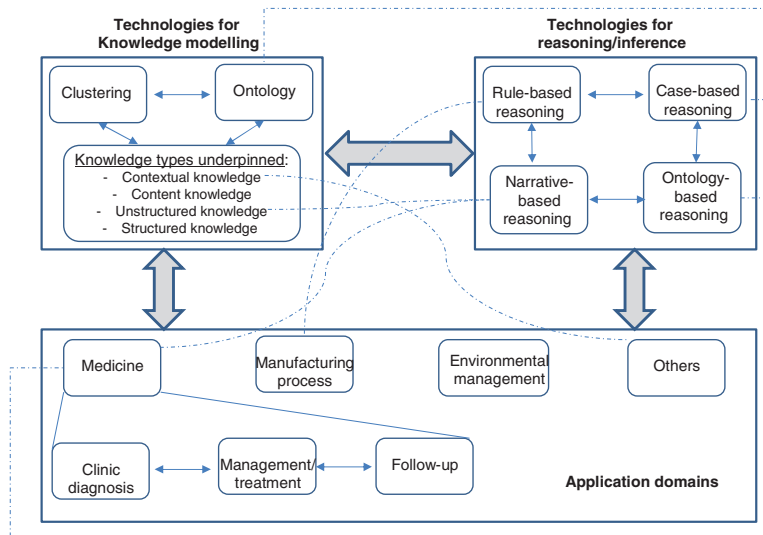 Technologies for
Knowledge modelling
Technologies for
reasoning/inference
Clustering
Ontology
Knowledge types underpinned:
- Contextual knowledge
- Content knowledge
- Unstructured knowledge
- Structured knowledge
Rule-based
reasoning
Case-based
reasoning
Narrative-
based
reasoning
Ontology-
based
reasoning
Medicine
Manufacturing
process
Environmental
management
Others
Clinic
diagnosis
Management/
treatment
Follow-up
Application domains